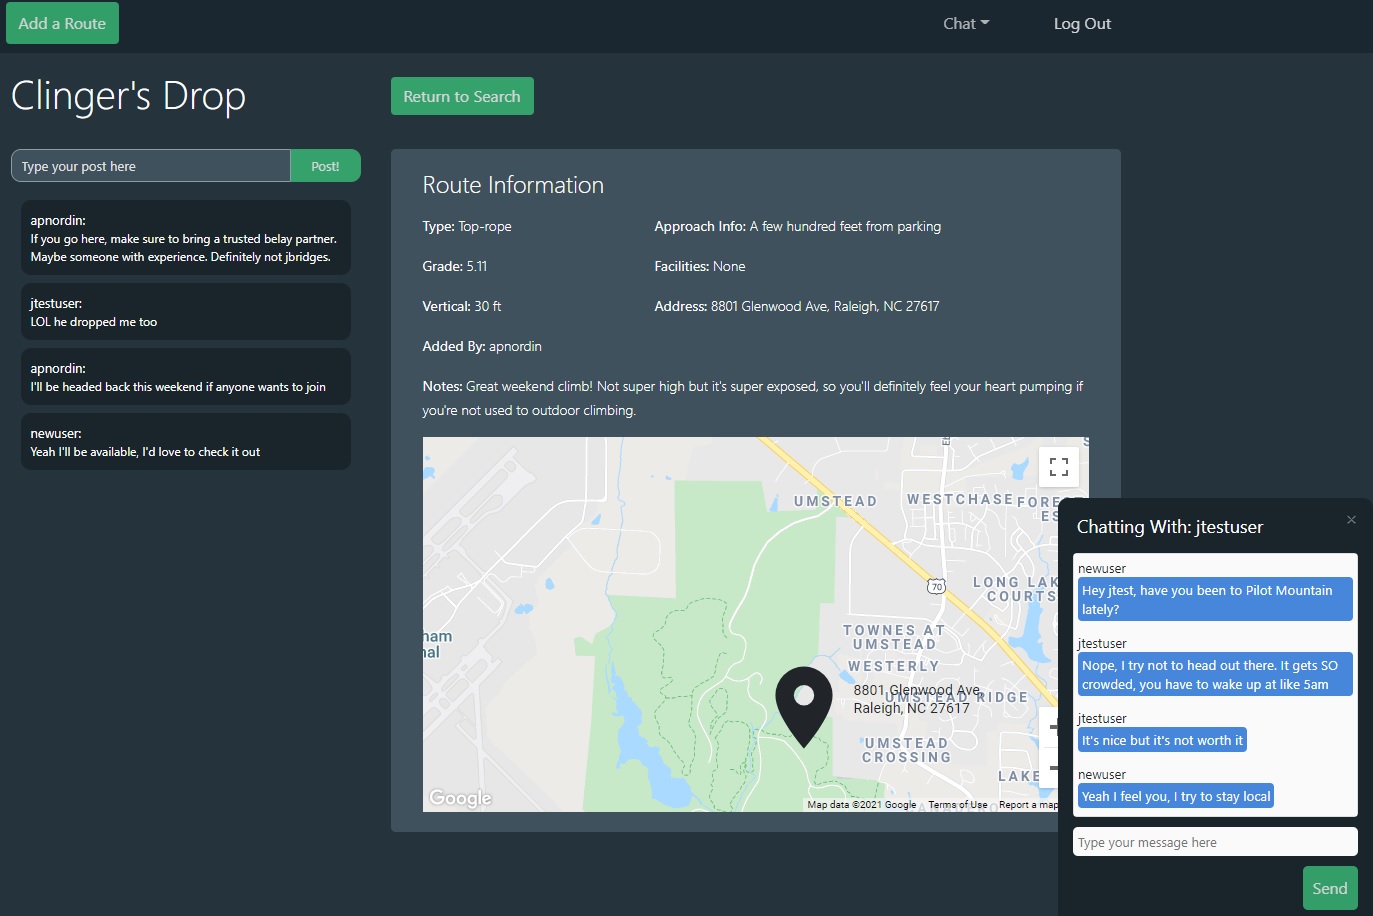 Add a Route
Chat
Log Out
Clinger's Drop
Return to Search
Type your post here
Post!
apnordin:
If you go here, make sure to bring a trusted belay partner.
Maybe someone with experience. Definitely not jbridges.
jtestuser:
LOL he dropped me too
apnordin:
I'll be headed back this weekend if anyone wants to join
newuser:
Yeah I'll be available, I'd love to check it out
Route Information
Type: Top-rope
Approach Info: A few hundred feet from parking
Grade: 5.11
Facilities: None
Vertical: 30 ft
Address: 8801 Glenwood Ave, Raleigh, NC 27617
Added By: apnordin
Notes: Great weekend climb! Not super high but it's super exposed, so you'll definitely feel your heart pumping if
you're not used to outdoor climbing.
UMSTEAD
WESTCHASE
FORE
ES
70
LONG LAK
COURTS
ham
nal
TOWNES AT
UMSTEAD
WESTERLY
8801 Glenwood Ave,
Raleigh, NC 27617
UMSTEAD RIDGE
UMSTEAD
CROSSING
LAKE
Google
Map data ©2021 Google
Terms of Use
Report a map
Chatting With: jtestuser
×
newuser
Hey jtest, have you been to Pilot Mountain
lately?
jtestuser
Nope, I try not to head out there. It gets SO
crowded, you have to wake up at like 5am
jtestuser
It's nice but it's not worth it
newuser
Yeah I feel you, I try to stay local
Type your message here
Send